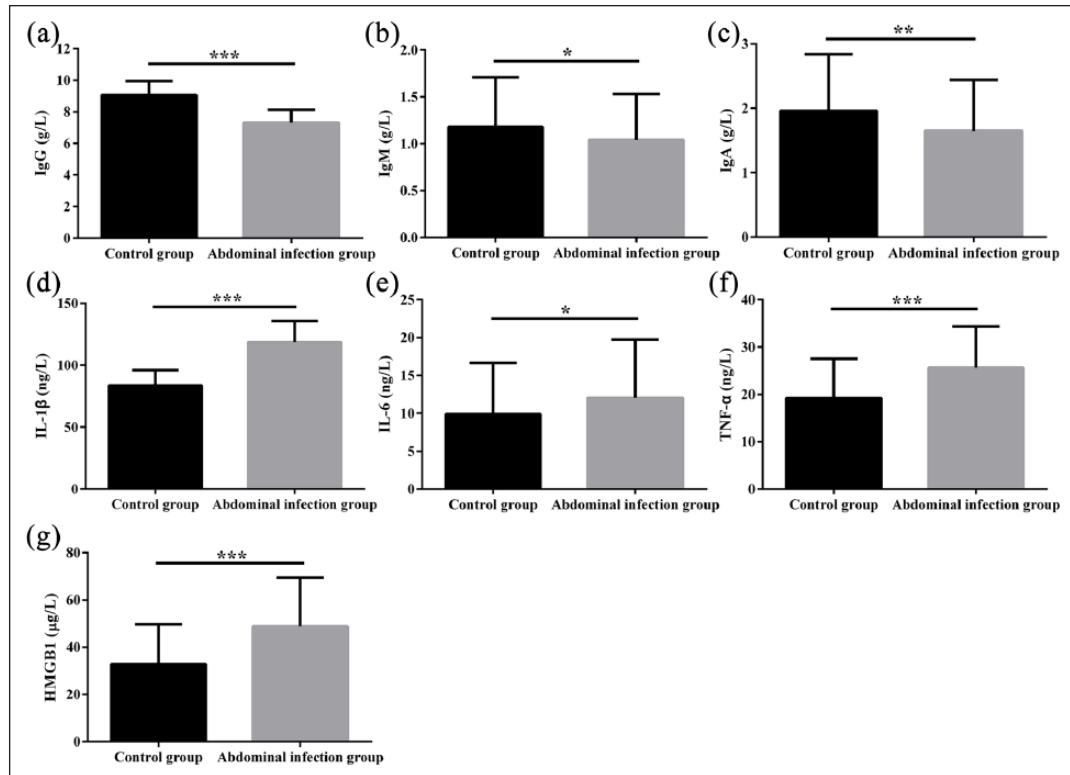 (a)
***
12
10
8
6
4
2
0
IgG (g/L)
Control group Abdominal infection group
(b)
*
2.0
1.5
1.0
0.5
0.0
IgM (g/L)
Control group Abdominal infection group
(c)
**
3
2
1
0
IgA (g/L)
Control group Abdominal infection group
(d)
***
150
100
50
0
IL-1β (ng/L)
Control group Abdominal infection group
(e)
*
25
20
15
10
5
0
IL-6 (ng/L)
Control group Abdominal infection group
(f)
***
40
30
20
10
0
TNF-α (ng/L)
Control group Abdominal infection group
(g)
***
80
60
40
20
0
HMGB1 (μg/L)
Control group Abdominal infection group